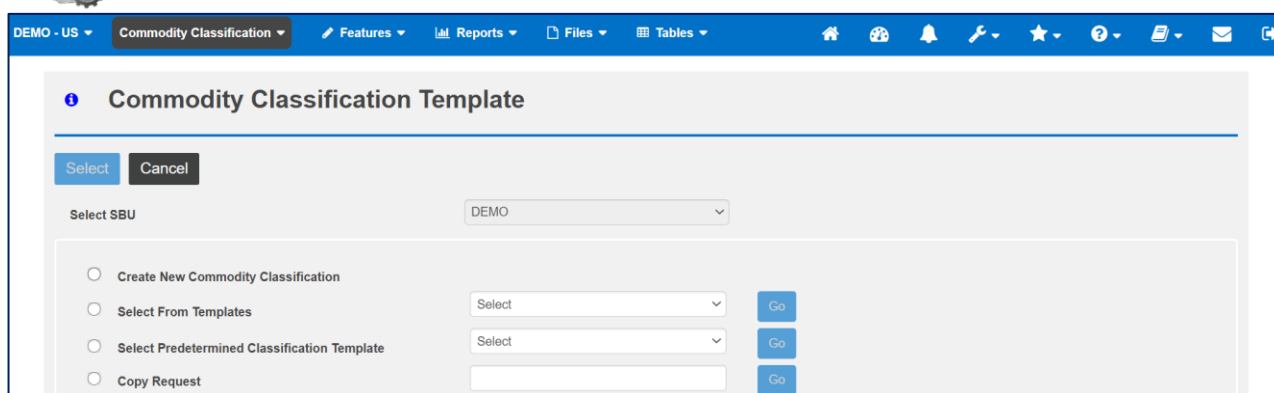 DEMO - US Commodity Classification Features Reports Files Tables
Commodity Classification Template
Select Cancel
Select SBU DEMO
Create New Commodity Classification
Select From Templates Select Go
Select Predetermined Classification Template Select Go
Copy Request Go